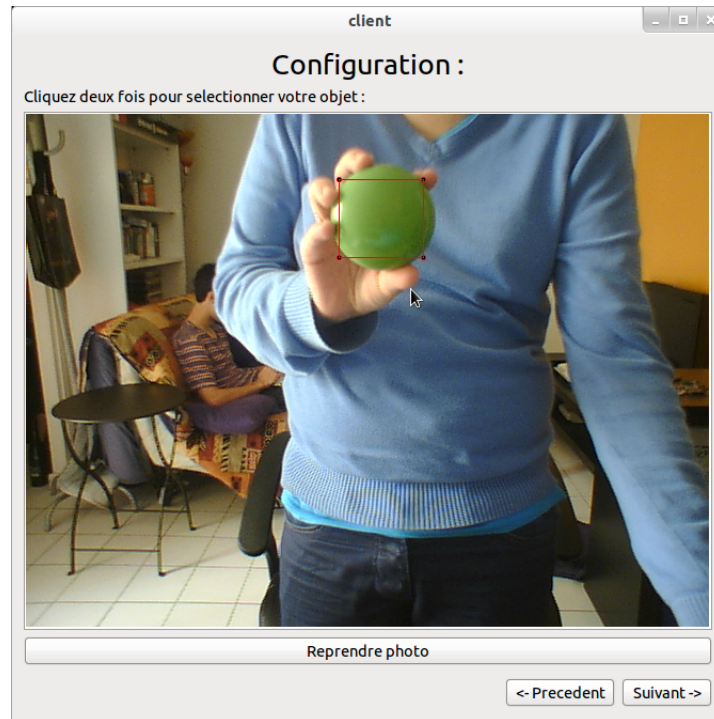 client
Configuration :
Cliquez deux fois pour selectionner votre objet :
Reprendre photo
<- Precedent
Suivant ->